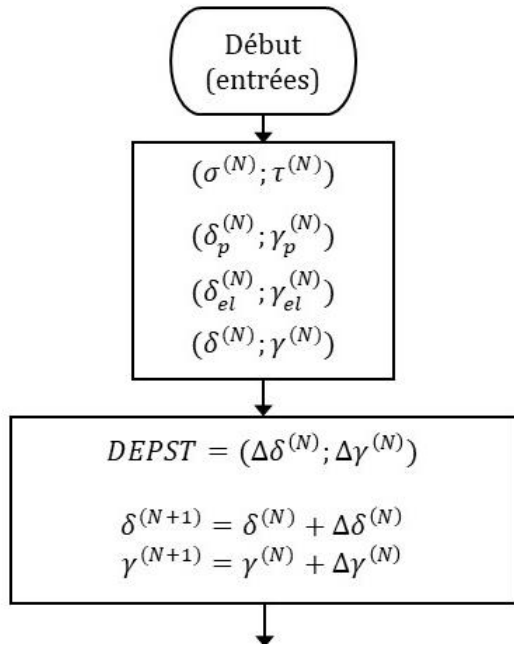 Début
(entrées)
(σ^(N); τ^(N))
(δ_p^(N); γ_p^(N))
(δ_el^(N); γ_el^(N))
(δ^(N); γ^(N))
DEPST = (Δδ^(N); Δγ^(N))
δ^(N+1) = δ^(N) + Δδ^(N)
γ^(N+1) = γ^(N) + Δγ^(N)